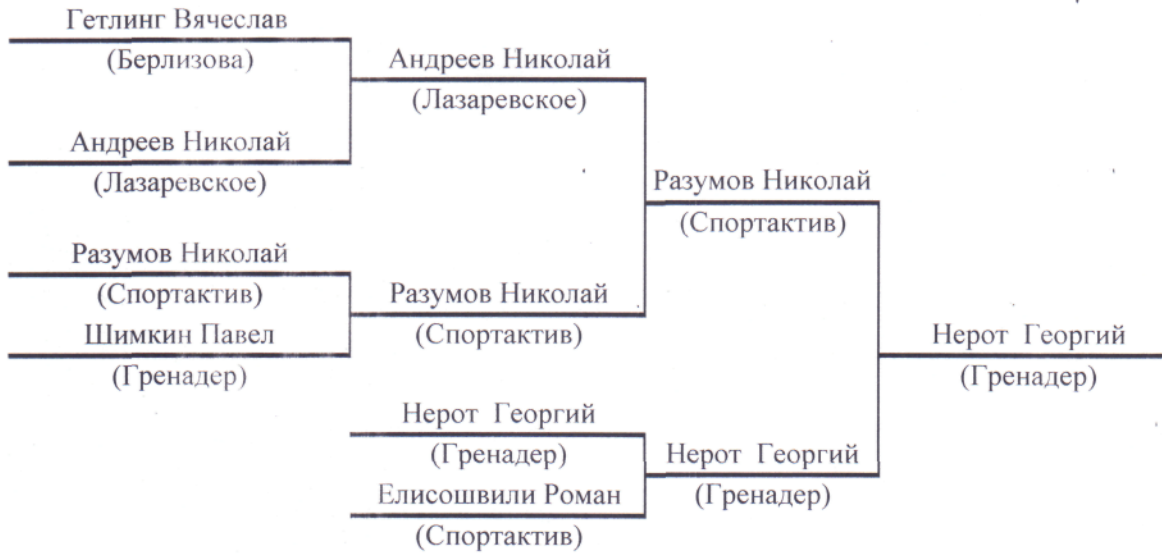 Гетлинг Вячеслав
(Берлизова)
Андреев Николай
(Лазаревское)
Андреев Николай
(Лазаревское)
Разумов Николай
(Спортактив)
Разумов Николай
(Спортактив)
Шимкин Павел
(Гренадер)
Разумов Николай
(Спортактив)
Нерот Георгий
(Гренадер)
Нерот Георгий
(Гренадер)
Елисошвили Роман
(Спортактив)
Нерот Георгий
(Гренадер)